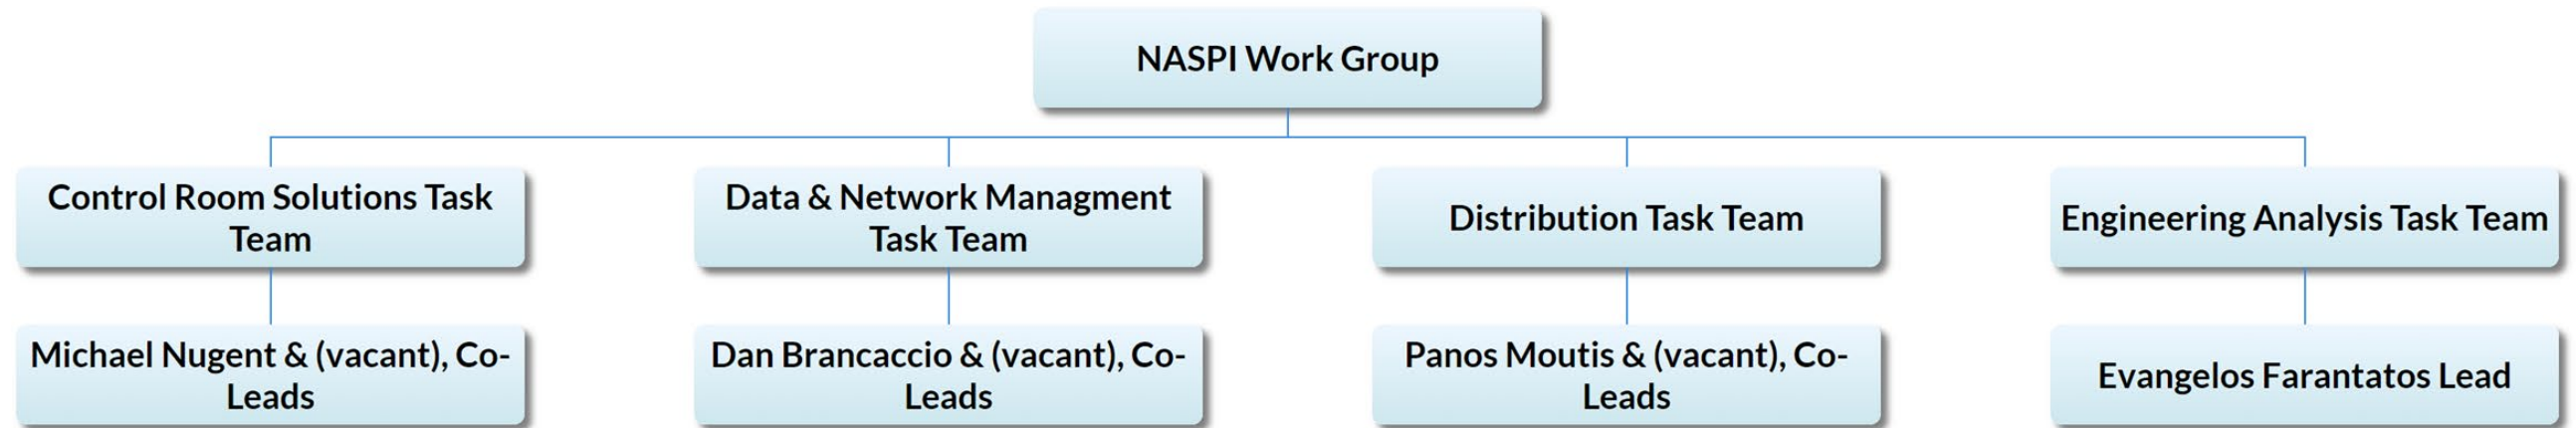 NASPI Work Group
Control Room Solutions Task
Team
Data & Network Managment
Task Team
Distribution Task Team
Engineering Analysis Task Team
Michael Nugent & (vacant), Co-
Leads
Dan Brancaccio & (vacant), Co-
Leads
Panos Moutis & (vacant), Co-
Leads
Evangelos Farantatos Lead